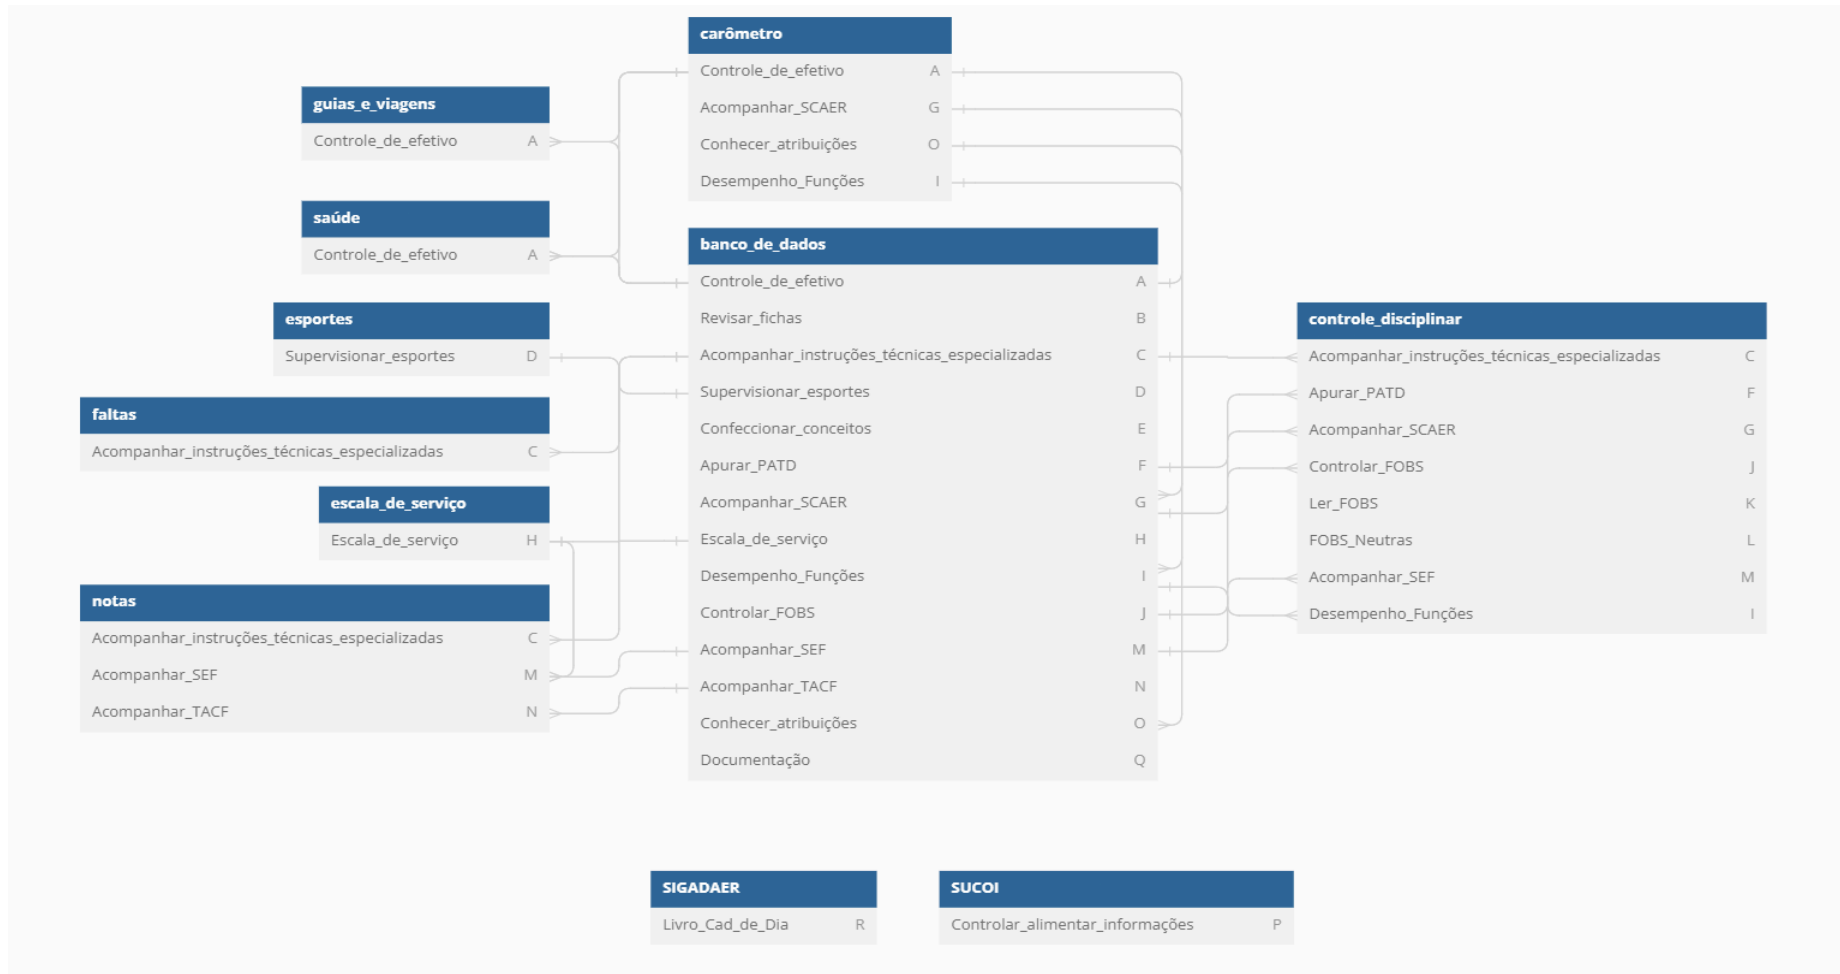 carômetro
Controle_de_efetivo A
Acompanhar_SCAER G
Conhecer_atribuições O
Desempenho_Funções I
guias_e_viagens
Controle_de_efetivo A
saúde
Controle_de_efetivo A
esportes
Supervisionar_esportes D
faltas
Acompanhar_instruções_técnicas_especializadas C
escala_de_serviço
Escala_de_serviço H
notas
Acompanhar_instruções_técnicas_especializadas C
Acompanhar_SEF M
Acompanhar_TACF N
banco_de_dados
Controle_de_efetivo A
Revisar_fichas B
Acompanhar_instruções_técnicas_especializadas C
Supervisionar_esportes D
Confeccionar_conceitos E
Apurar_PATD F
Acompanhar_SCAER G
Escala_de_serviço H
Desempenho_Funções I
Controlar_FOBS J
Acompanhar_SEF M
Acompanhar_TACF N
Conhecer_atribuições O
Documentação Q
controle_disciplinar
Acompanhar_instruções_técnicas_especializadas C
Apurar_PATD F
Acompanhar_SCAER G
Controlar_FOBS J
Ler_FOBS K
FOBS_Neutras L
Acompanhar_SEF M
Desempenho_Funções I
SIGADAER
Livro_Cad_de_Dia R
SUCOI
Controlar_alimentar_informações P